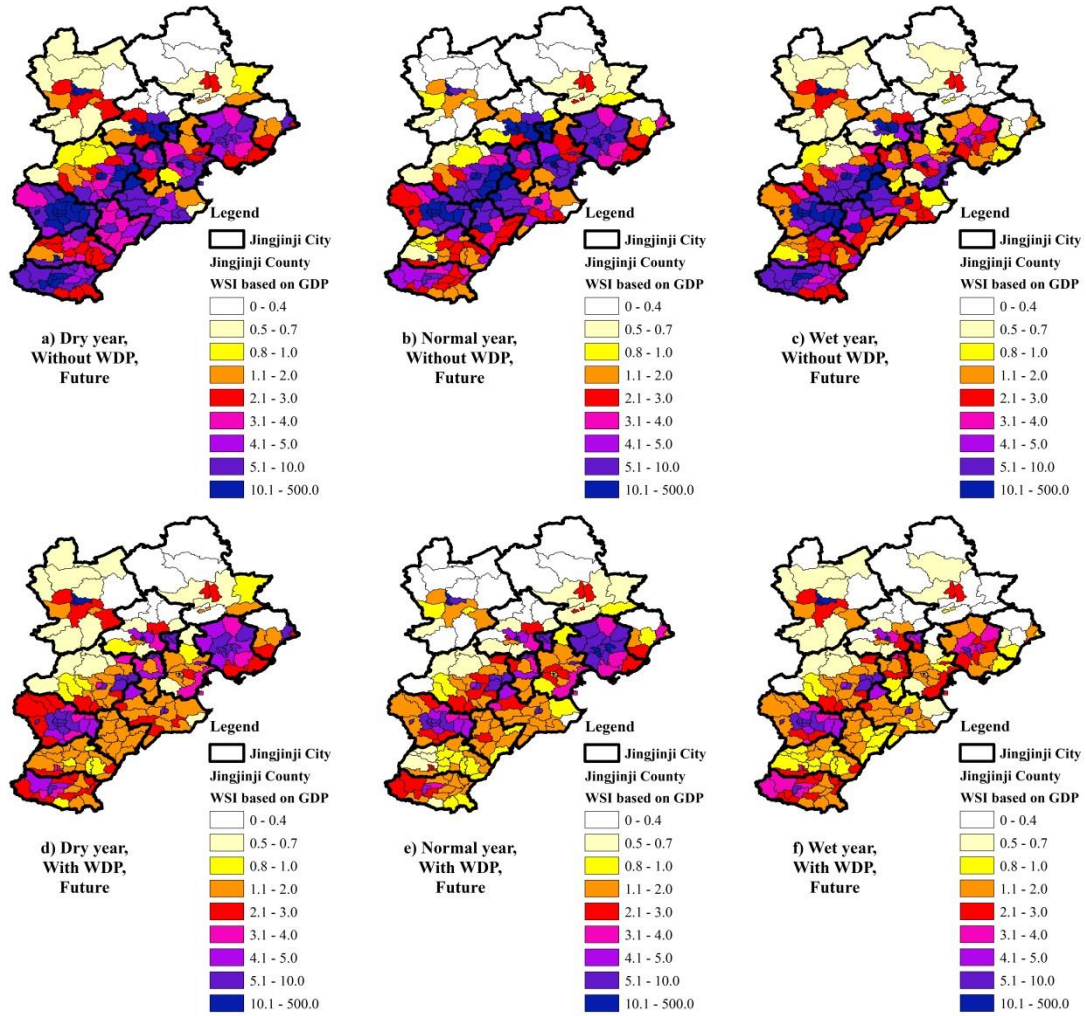 Legend
Jingjinji City
Jingjinji County
WSI based on GDP
0 - 0.4
0.5 - 0.7
0.8 - 1.0
1.1 - 2.0
2.1 - 3.0
3.1 - 4.0
4.1 - 5.0
5.1 - 10.0
10.1 - 500.0
a) Dry year,
Without WDP,
Future
Legend
Jingjinji City
Jingjinji County
WSI based on GDP
0 - 0.4
0.5 - 0.7
0.8 - 1.0
1.1 - 2.0
2.1 - 3.0
3.1 - 4.0
4.1 - 5.0
5.1 - 10.0
10.1 - 500.0
b) Normal year,
Without WDP,
Future
Legend
Jingjinji City
Jingjinji County
WSI based on GDP
0 - 0.4
0.5 - 0.7
0.8 - 1.0
1.1 - 2.0
2.1 - 3.0
3.1 - 4.0
4.1 - 5.0
5.1 - 10.0
10.1 - 500.0
c) Wet year,
Without WDP,
Future
Legend
Jingjinji City
Jingjinji County
WSI based on GDP
0 - 0.4
0.5 - 0.7
0.8 - 1.0
1.1 - 2.0
2.1 - 3.0
3.1 - 4.0
4.1 - 5.0
5.1 - 10.0
10.1 - 500.0
d) Dry year,
With WDP,
Future
Legend
Jingjinji City
Jingjinji County
WSI based on GDP
0 - 0.4
0.5 - 0.7
0.8 - 1.0
1.1 - 2.0
2.1 - 3.0
3.1 - 4.0
4.1 - 5.0
5.1 - 10.0
10.1 - 500.0
e) Normal year,
With WDP,
Future
Legend
Jingjinji City
Jingjinji County
WSI based on GDP
0 - 0.4
0.5 - 0.7
0.8 - 1.0
1.1 - 2.0
2.1 - 3.0
3.1 - 4.0
4.1 - 5.0
5.1 - 10.0
10.1 - 500.0
f) Wet year,
With WDP,
Future